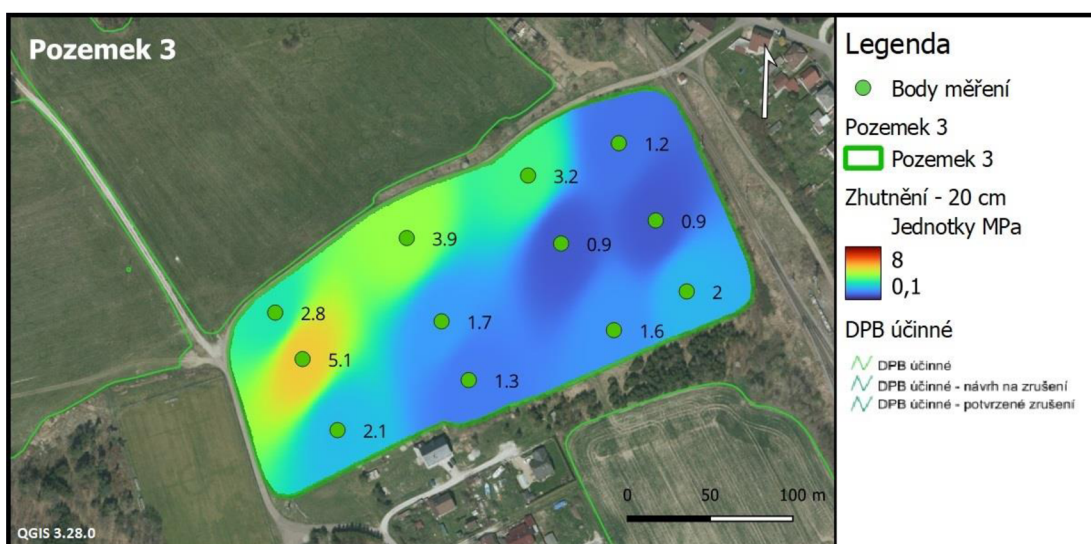 Pozemek 3
1.2
3.2
0.9
3.9
0.9
2
2.8
1.7
1.6
5.1
1.3
2.1
0 50 100 m
QGIS 3.28.0
Legenda
Body měření
Pozemek 3
Pozemek 3
Zhutnění - 20 cm
Jednotky MPa
8
0,1
DPB účinné
DPB účinné
DPB účinné - návrh na zrušení
DPB účinné - potvrzené zrušení